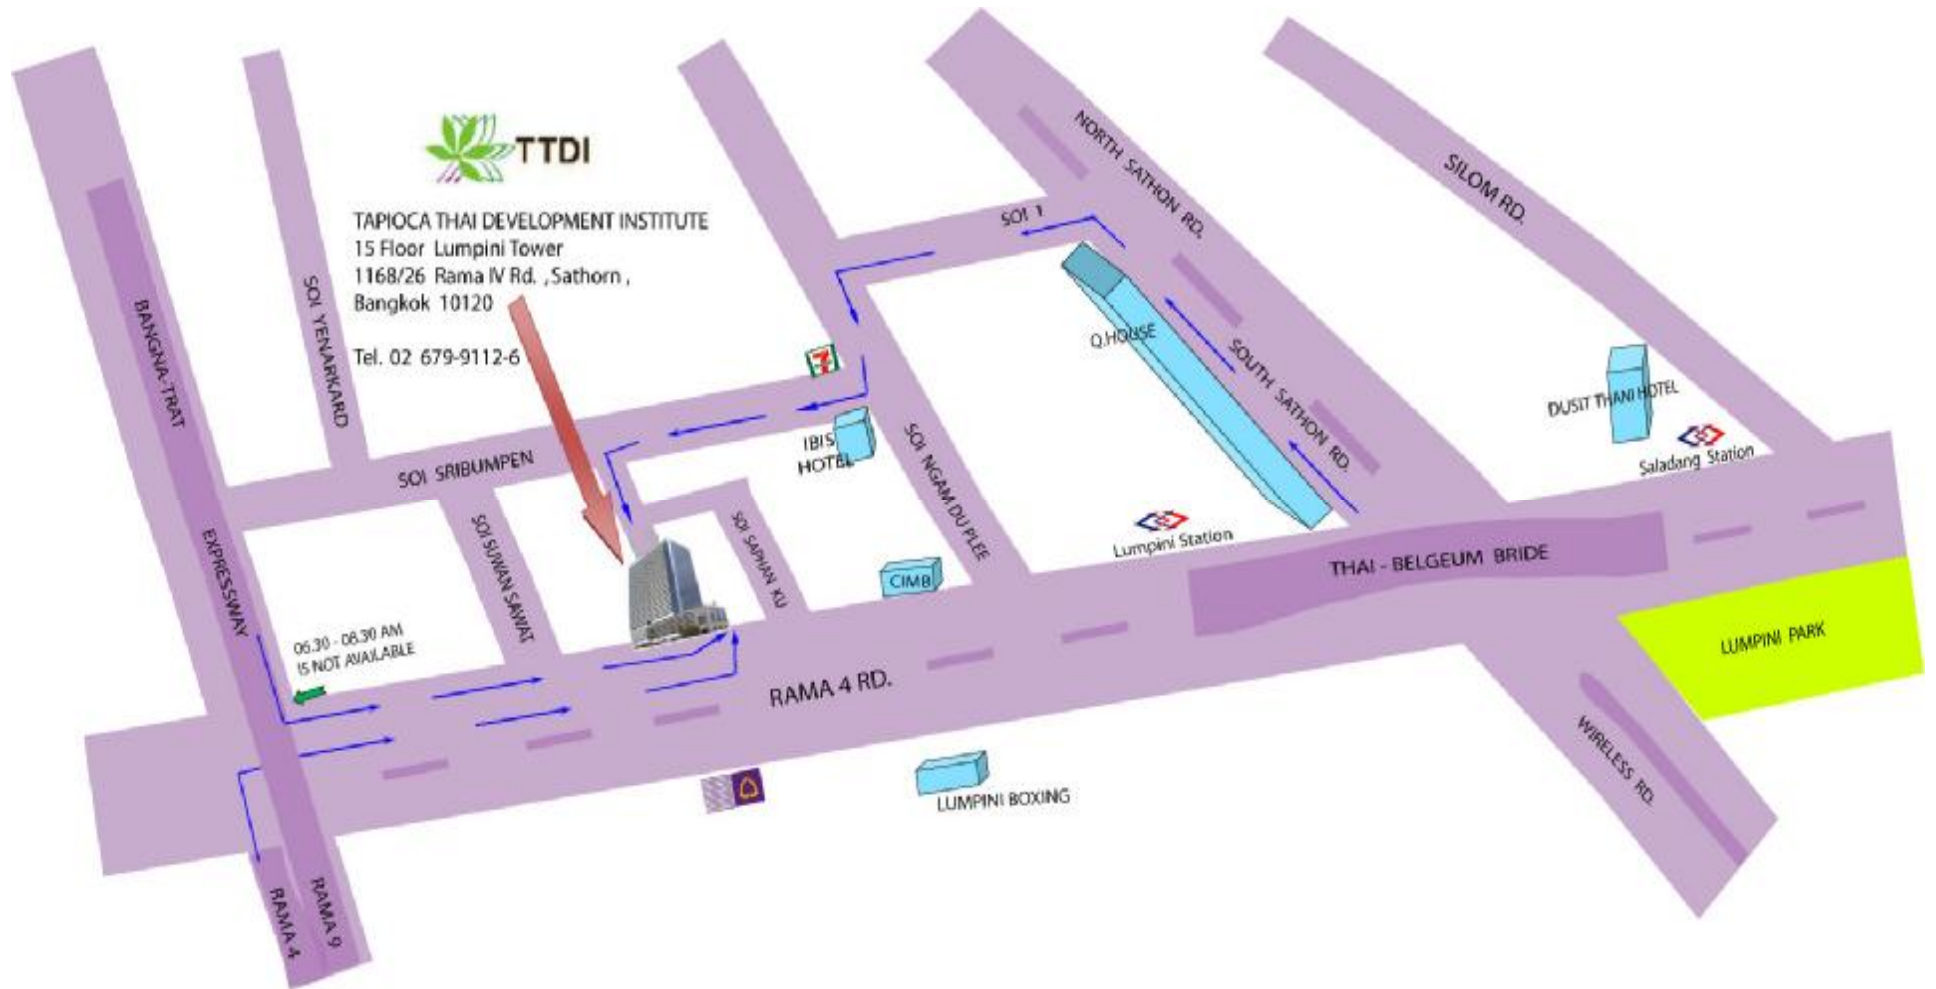 TTDI
TAPIOCA THAI DEVELOPMENT INSTITUTE
15 Floor Lumpini Tower
1168/26 Rama IV Rd. , Sathorn ,
Bangkok 10120
Tel. 02 679-9112-6
BANGNA-TRAT
EXPRESSWAY
SOI YENARKARD
SOI SRIBUMPEN
SOI SUWAN SAWAT
06.30 - 08.30 AM
IS NOT AVAILABLE
RAMA 4
RAMA 9
7
IBIS
HOTEL
SOI SAPHAN KU
CIMB
SOI NGAM DU PLEE
SOI 1
NORTH SATHON RD.
SOUTH SATHON RD.
Q.HOUSE
Lumpini Station
SILOM RD.
DUSIT THANI HOTEL
Saladang Station
THAI - BELGEUM BRIDE
RAMA 4 RD.
LUMPINI BOXING
LUMPINI PARK
WIRELESS RD.